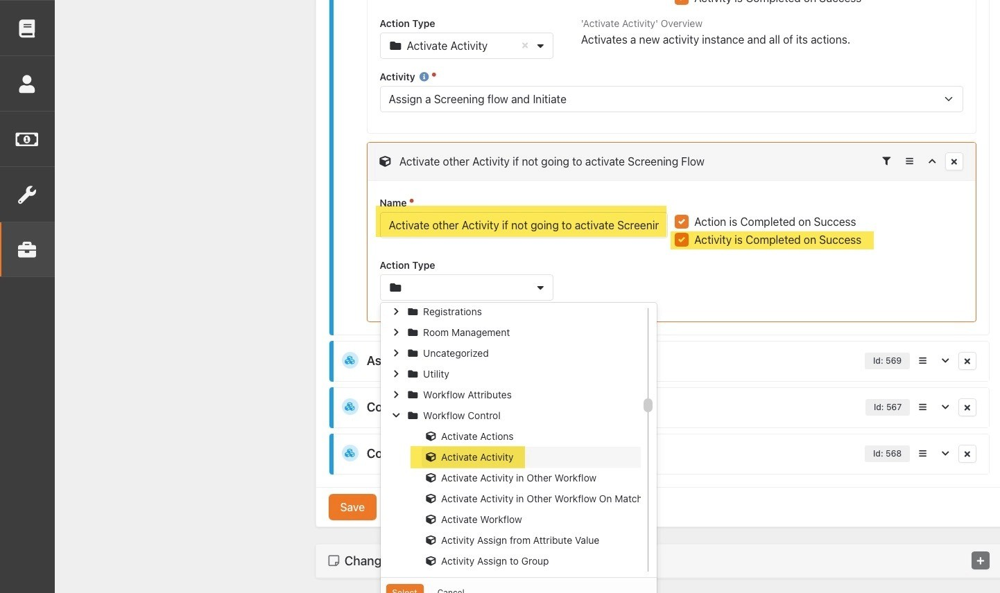 Activity is Completed on Success
Action Type
'Activate Activity' Overview
Activate Activity
Activates a new activity instance and all of its actions.
Activity
Assign a Screening flow and Initiate
Activate other Activity if not going to activate Screening Flow
Name
Activate other Activity if not going to activate Screenir
Action is Completed on Success
Activity is Completed on Success
Action Type
Registrations
Room Management
Uncategorized
As
Id: 569
Utility
Workflow Attributes
Co
Id: 567
Workflow Control
Activate Actions
Co
Id: 568
Activate Activity
Activate Activity in Other Workflow
Activate Activity in Other Workflow On Match
Save
Activate Workflow
Activity Assign from Attribute Value
Chang
Activity Assign to Group
Select
Cancel